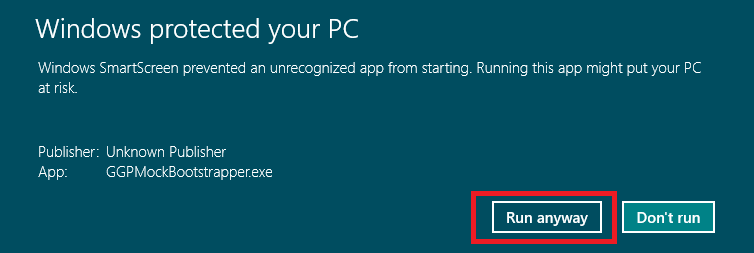 Windows protected your PC
Windows SmartScreen prevented an unrecognized app from starting. Running this app might put your PC
at risk.
Publisher: Unknown Publisher
App: GGPMockBootstrapper.exe
Run anyway Don't run